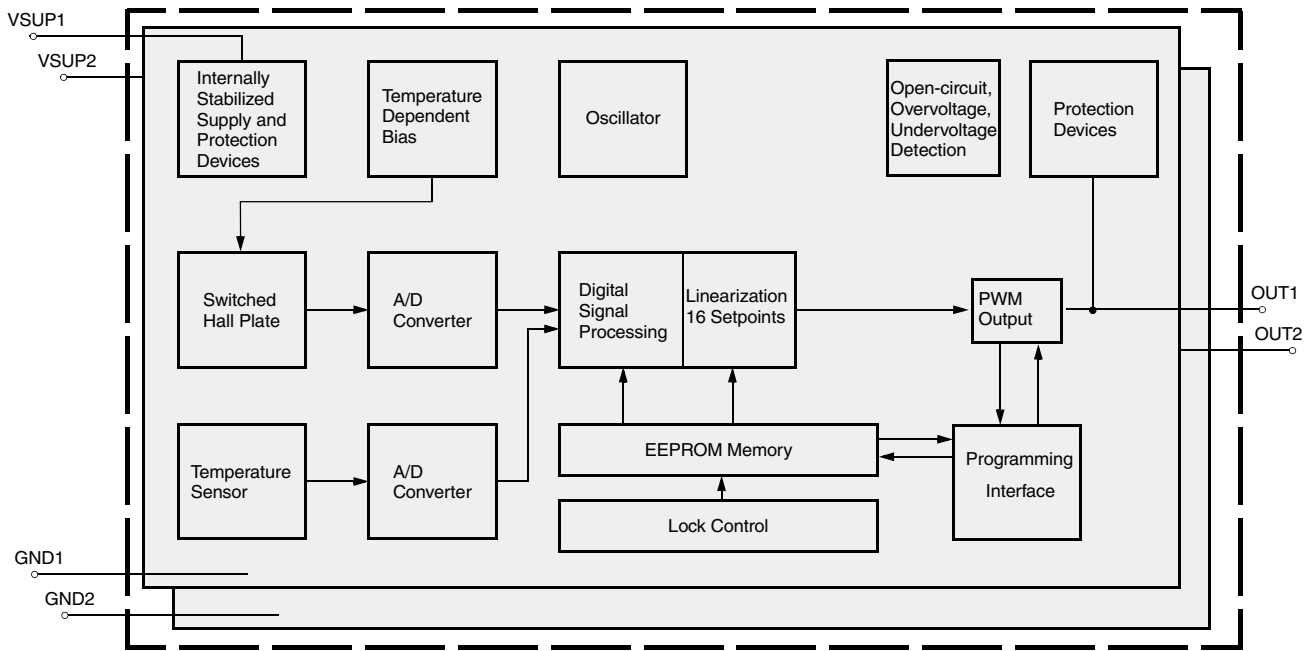 VSUP1
VSUP2
Internally
Stabilized
Supply and
Protection
Devices
Temperature
Dependent
Bias
Oscillator
Open-circuit,
Overvoltage,
Undervoltage
Detection
Protection
Devices
Switched
Hall Plate
A/D
Converter
Digital
Signal
Processing
Linearization
16 Setpoints
PWM
Output
OUT1
OUT2
Temperature
Sensor
A/D
Converter
EEPROM Memory
Lock Control
Programming
Interface
GND1
GND2